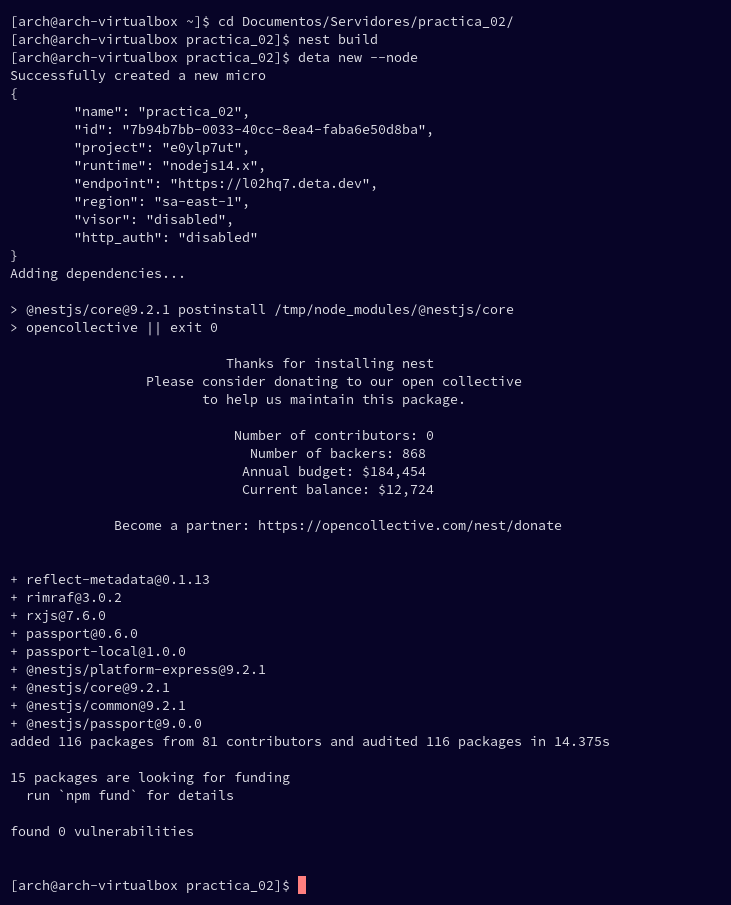 [arch@arch-virtualbox ~]$ cd Documentos/Servidores/practica_02/
[arch@arch-virtualbox practica_02]$ nest build
[arch@arch-virtualbox practica_02]$ deta new --node
Successfully created a new micro
{
        "name": "practica_02",
        "id": "7b94b7bb-0033-40cc-8ea4-faba6e50d8ba",
        "project": "e0ylp7ut",
        "runtime": "nodejs14.x",
        "endpoint": "https://l02hq7.deta.dev",
        "region": "sa-east-1",
        "visor": "disabled",
        "http_auth": "disabled"
}
Adding dependencies...

> @nestjs/core@9.2.1 postinstall /tmp/node_modules/@nestjs/core
> opencollective || exit 0

                           Thanks for installing nest
                 Please consider donating to our open collective
                        to help us maintain this package.

                            Number of contributors: 0
                              Number of backers: 868
                             Annual budget: $184,454
                             Current balance: $12,724

             Become a partner: https://opencollective.com/nest/donate


+ reflect-metadata@0.1.13
+ rimraf@3.0.2
+ rxjs@7.6.0
+ passport@0.6.0
+ passport-local@1.0.0
+ @nestjs/platform-express@9.2.1
+ @nestjs/core@9.2.1
+ @nestjs/common@9.2.1
+ @nestjs/passport@9.0.0
added 116 packages from 81 contributors and audited 116 packages in 14.375s

15 packages are looking for funding
  run `npm fund` for details

found 0 vulnerabilities


[arch@arch-virtualbox practica_02]$